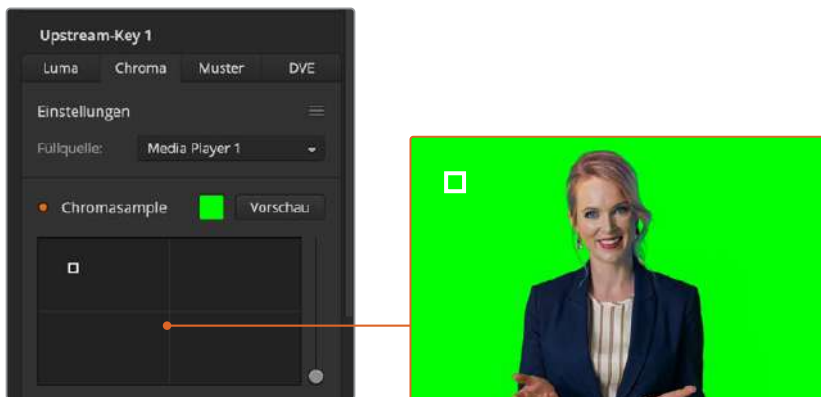 Upstream-Key 1
Luma Chroma Muster DVE
Einstellungen
Füllquelle: Media Player 1
Chromasample Vorschau